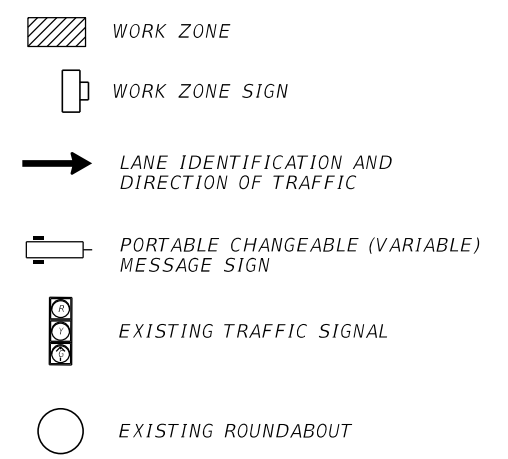 WORK ZONE
WORK ZONE SIGN
LANE IDENTIFICATION AND
DIRECTION OF TRAFFIC
PORTABLE CHANGEABLE (VARIABLE)
MESSAGE SIGN
R
Y
G
EXISTING TRAFFIC SIGNAL
EXISTING ROUNDABOUT